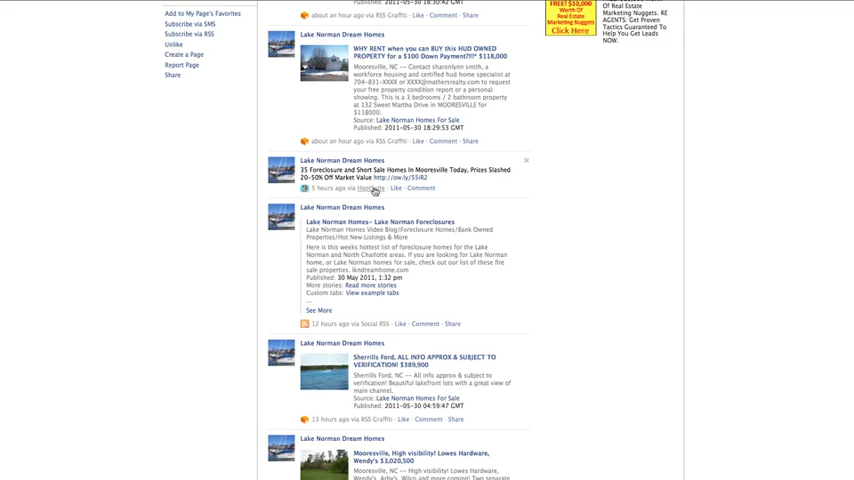 Add to My Page's Favorites
Subscribe via SMS
Subscribe via RSS
Unlike
Create a Page
Report Page
Share
Published: 2011-05-30 18:30:42 GMT
about an hour ago via RSS Graffiti · Like · Comment · Share
Lake Norman Dream Homes
WHY RENT when you can BUY this HUD OWNED
PROPERTY for a $100 Down Payment?!!* $118,000
Mooresville, NC -- Contact sharonlynn smith, a
workforce housing and certified hud home specialist at
704-831-XXXX or XXXX@mathersrealty.com to request
your free property condition report or a personal
showing. This is a 3 bedrooms / 2 bathroom property
at 132 Sweet Martha Drive in MOORESVILLE for
$118000.
Source: Lake Norman Homes For Sale
Published: 2011-05-30 18:29:53 GMT
about an hour ago via RSS Graffiti · Like · Comment · Share
Lake Norman Dream Homes
35 Foreclosure and Short Sale Homes In Mooresville Today, Prices Slashed
20-50% Off Market Value http://ow.ly/55iR2
5 hours ago via HootSuite · Like · Comment
Lake Norman Dream Homes
Lake Norman Homes- Lake Norman Foreclosures
Lake Norman Homes Video Blog/Foreclosure Homes/Bank Owned
Properties/Hot New Listings & More
Here is this weeks hottest list of foreclosure homes for the Lake
Norman and North Charlotte areas. If you are looking for Lake Norman
home, or Lake Norman homes for sale, check out our list of these fire
sale properties. lkndreamhome.com
Published: 30 May 2011, 1:32 pm
More stories: Read more stories
Custom tabs: View example tabs
...
See More
12 hours ago via Social RSS · Like · Comment · Share
Lake Norman Dream Homes
Sherrills Ford, ALL INFO APPROX & SUBJECT TO
VERIFICATION! $389,900
Sherrills Ford, NC -- All info approx & subject to
verification! Beautiful lakefront lots with a great view of
main channel.
Source: Lake Norman Homes For Sale
Published: 2011-05-30 04:59:47 GMT
13 hours ago via RSS Graffiti · Like · Comment · Share
Lake Norman Dream Homes
Mooresville, High visibility! Lowes Hardware,
Wendy's $3,020,500
Mooresville, NC -- High visibility! Lowes Hardware,
Wendy's, Arby's, Wilco and more coming! Two separate
FREE! $10,000
Worth Of
Real Estate
Marketing Nuggets
Click Here
Of Real Estate
Marketing Nuggets. RE
AGENTS: Get Proven
Tactics Guaranteed To
Help You Get Leads
NOW.